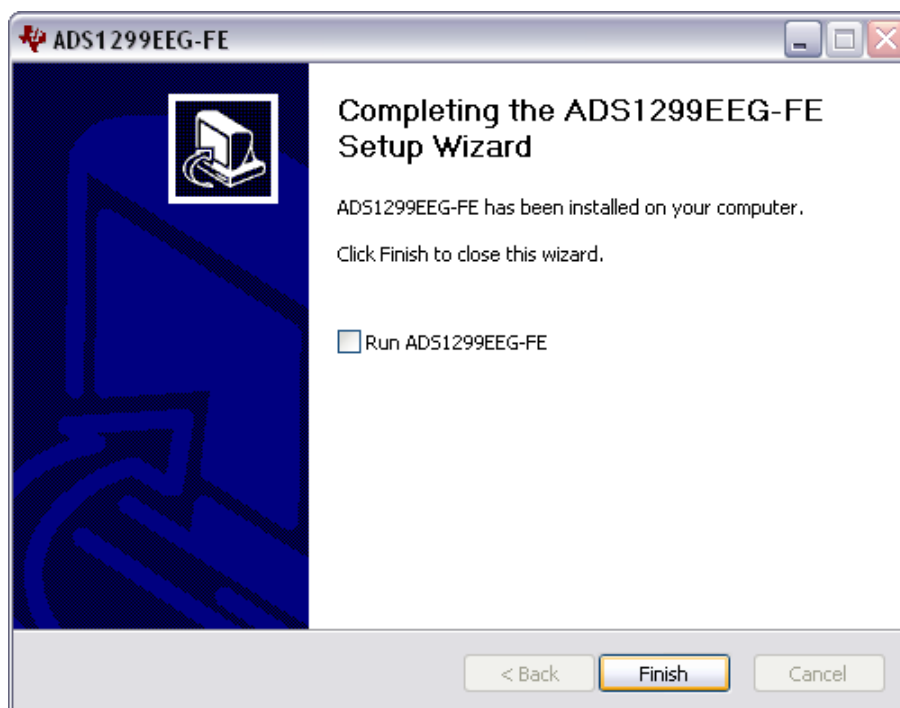 ADS1299EEG-FE
Completing the ADS1299EEG-FE
Setup Wizard
ADS1299EEG-FE has been installed on your computer.
Click Finish to close this wizard.
Run ADS1299EEG-FE
< Back
Finish
Cancel